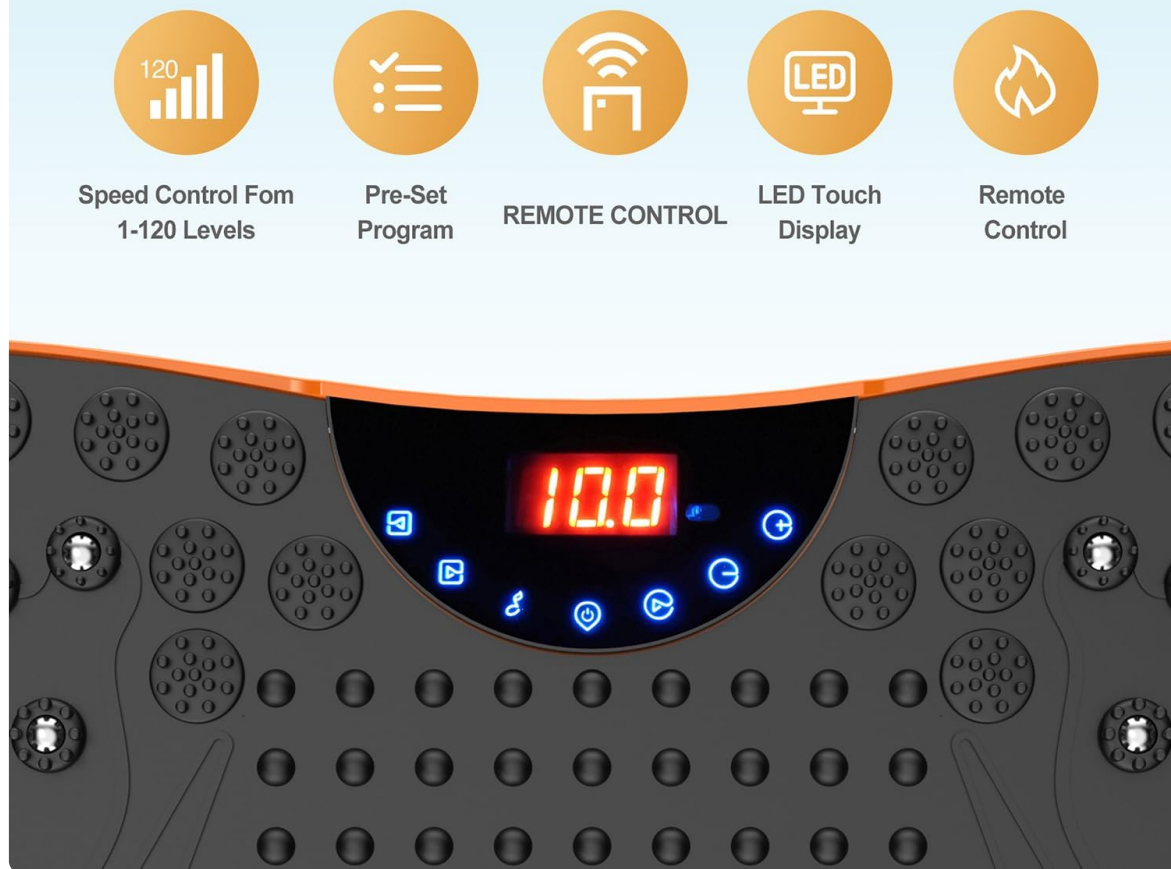 120
LED
Speed Control Fom
1-120 Levels
Pre-Set
Program
REMOTE CONTROL
LED Touch
Display
Remote
Control
10.0